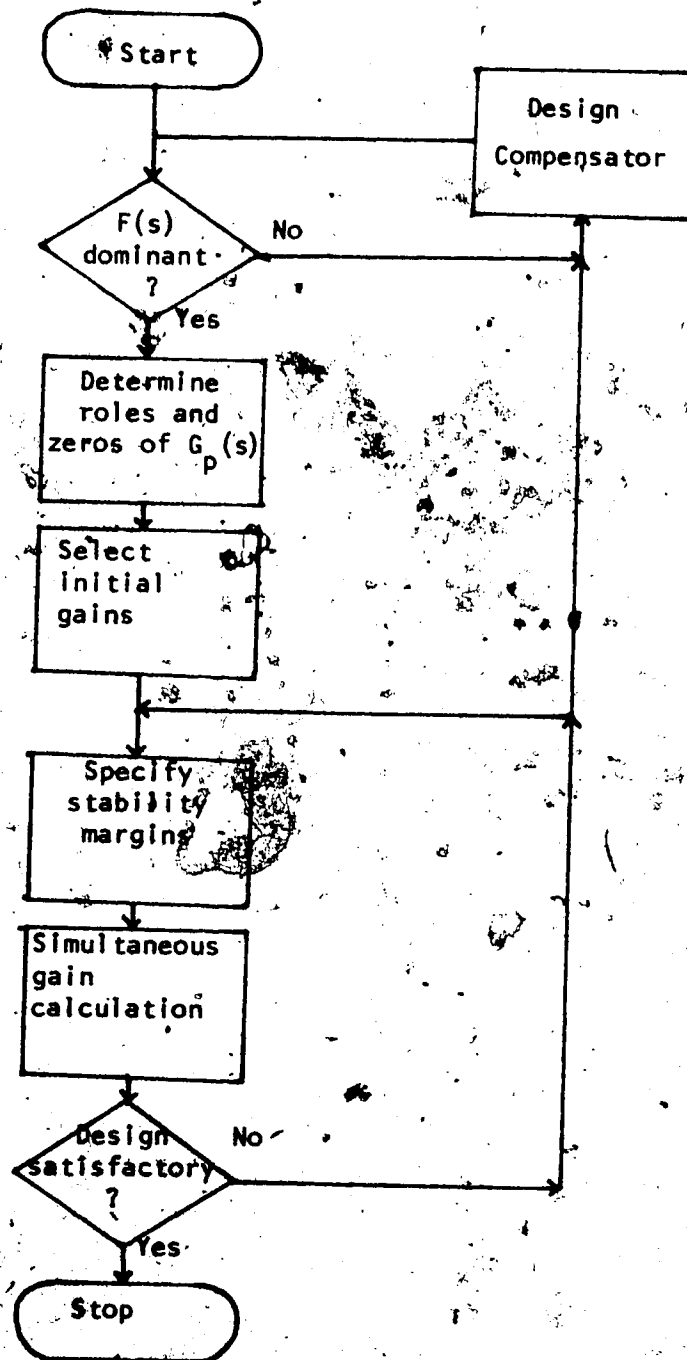 Start
Design
Compensator
F(s)
dominant
?
No
Yes
Determine
roles and
zeros of G_p(s)
Select
initial
gains
Specify
stability
margins
Simultaneous
gain
calculation
Design
satisfactory
?
No
Yes
Stop